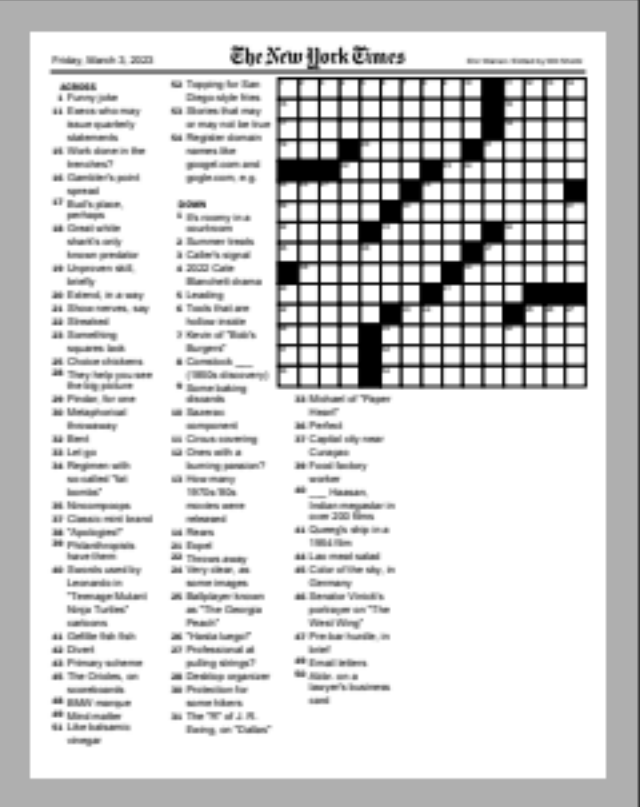 Friday, March 3, 2023
The New York Times
ACROSS
1 Funny joke
11 Execs who may
issue quarterly
statements
15 Work done in the
trenches?
16 Gambler's point
spread
17 Bud's place,
perhaps
18 Great white
shark's only
known predator
19 Unproven skill,
briefly
20 Extend, in a way
21 Show nerves, say
22 Streaked
23 Something
squares lack
25 Choice chickens
28 They help you see
the big picture
29 Pindar, for one
30 Metaphorical
throwaway
32 Bent
33 Let go
34 Regimen with
so-called "fat
bombs"
36 Nincompoops
37 Classic mint brand
38 "Apologies!"
39 Philanthropists
have them
40 Swords used by
Leonardo in
"Teenage Mutant
Ninja Turtles"
cartoons
41 Gefilte fish fish
42 Divert
43 Primary scheme
45 The Orioles, on
scoreboards
48 BMW marque
49 Mind matter
51 Like balsamic
vinegar
52 Topping for San
Diego-style fries
53 Stories that may
or may not be true
54 Register domain
names like
googel.com and
gogle.com, e.g.
DOWN
1 It's roomy in a
courtroom
2 Summer treats
3 Caller's signal
4 2022 Cate
Blanchett drama
5 Leading
6 Tools that are
hollow inside
7 Kevin of "Bob's
Burgers"
8 Comstock ___
(1850s discovery)
9 Some baking
discards
10 Sazerac
component
11 Circus covering
12 Ones with a
burning passion?
13 How many
1970s-'80s
movies were
released
14 Rears
21 Expel
22 Throws away
24 Very clear, as
some images
25 Ballplayer known
as "The Georgia
Peach"
26 "Hasta luego!"
27 Professional at
pulling strings?
28 Desktop organizer
30 Protection for
some hikers
31 The "R" of J. R.
Ewing, on "Dallas"
33 Michael of "Paper
Heart"
36 Perfect
37 Capital city near
Curaçao
39 Food factory
worker
40 ___ Haasan,
Indian megastar in
over 200 films
41 Queeg's ship in a
1954 film
44 Lao meat salad
45 Color of the sky, in
Germany
46 Senator Vinick's
portrayer on "The
West Wing"
47 Pre-bar hurdle, in
brief
49 Email letters
50 Abbr. on a
lawyer's business
card